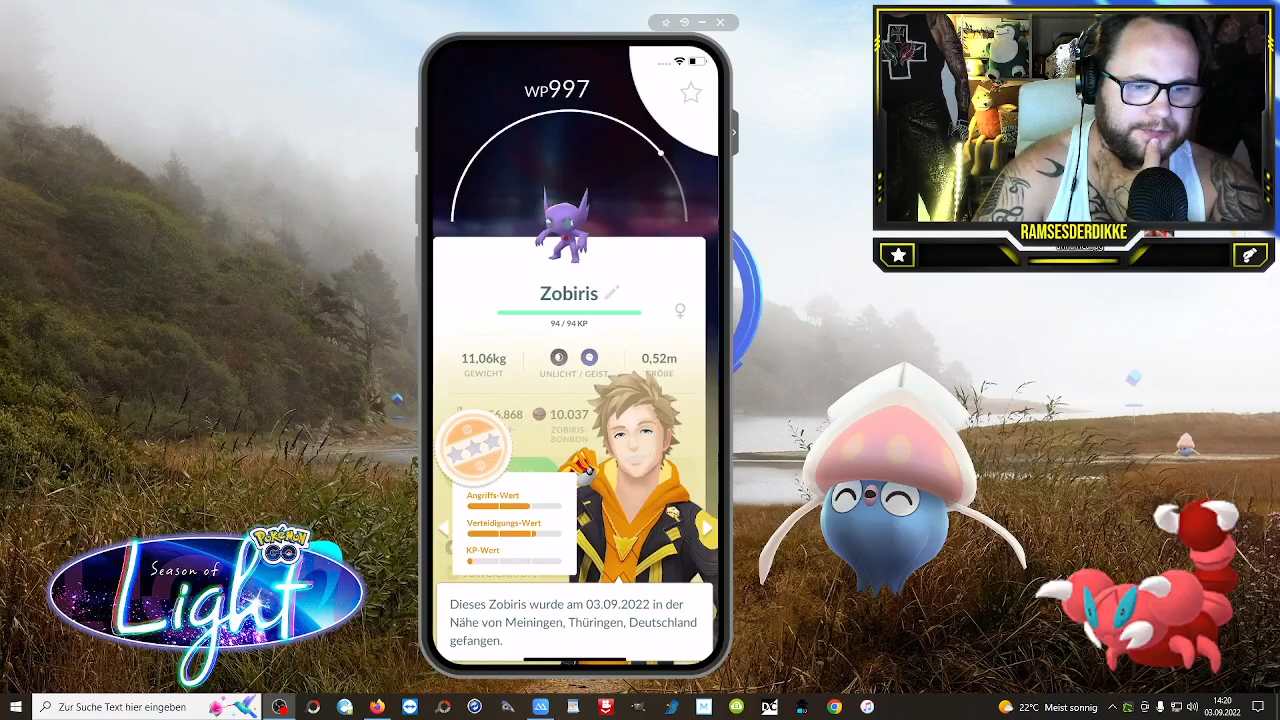 WP997
Zobiris
94 / 94 KP
11,06kg
GEWICHT
UNLICHT / GEIST
0,52m
GRÖßE
10.037
ZOBIRIS-
BONBON
Angriffs-Wert
Verteidigungs-Wert
KP-Wert
Dieses Zobiris wurde am 03.09.2022 in der
Nähe von Meiningen, Thüringen, Deutschland
gefangen.
RAMSESDERDIKKE
POKÉMON
GO
Season of
Light
Zur Suche Text hier eingeben
DC
M
22°C Meist sonnig
14:20
03.09.2022